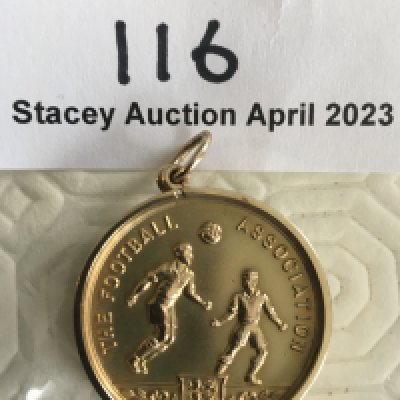 116
Stacey Auction April 2023
THE FOOTBALL ASSOCIATION